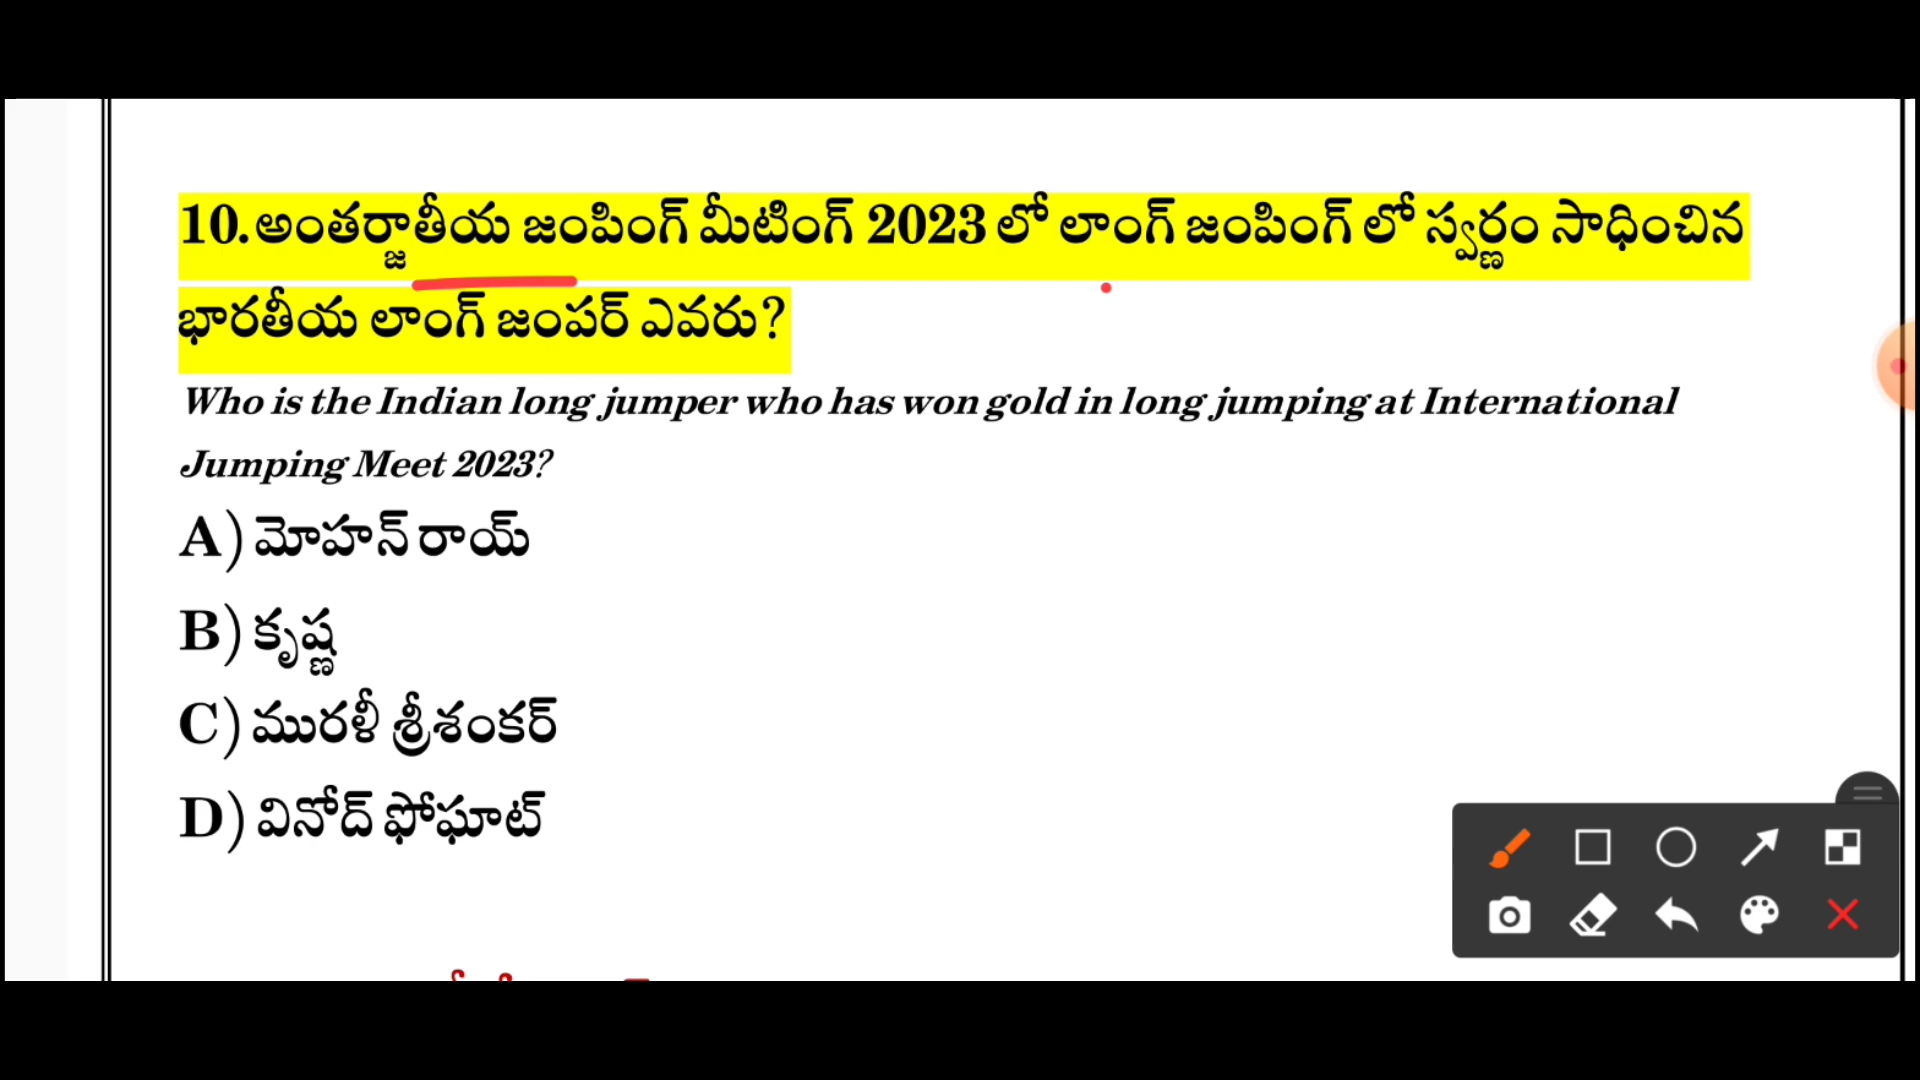 10.అంతర్జాతీయ జంపింగ్ మీటింగ్ 2023 లో లాంగ్ జంపింగ్ లో స్వర్ణం సాధించిన
భారతీయ లాంగ్ జంపర్ ఎవరు?
Who is the Indian long jumper who has won gold in long jumping at International
Jumping Meet 2023?
A) మోహన్ రాయ్
B) కృష్ణ
C) మురళీ శ్రీశంకర్
D) వినోద్ ఫోఘాట్